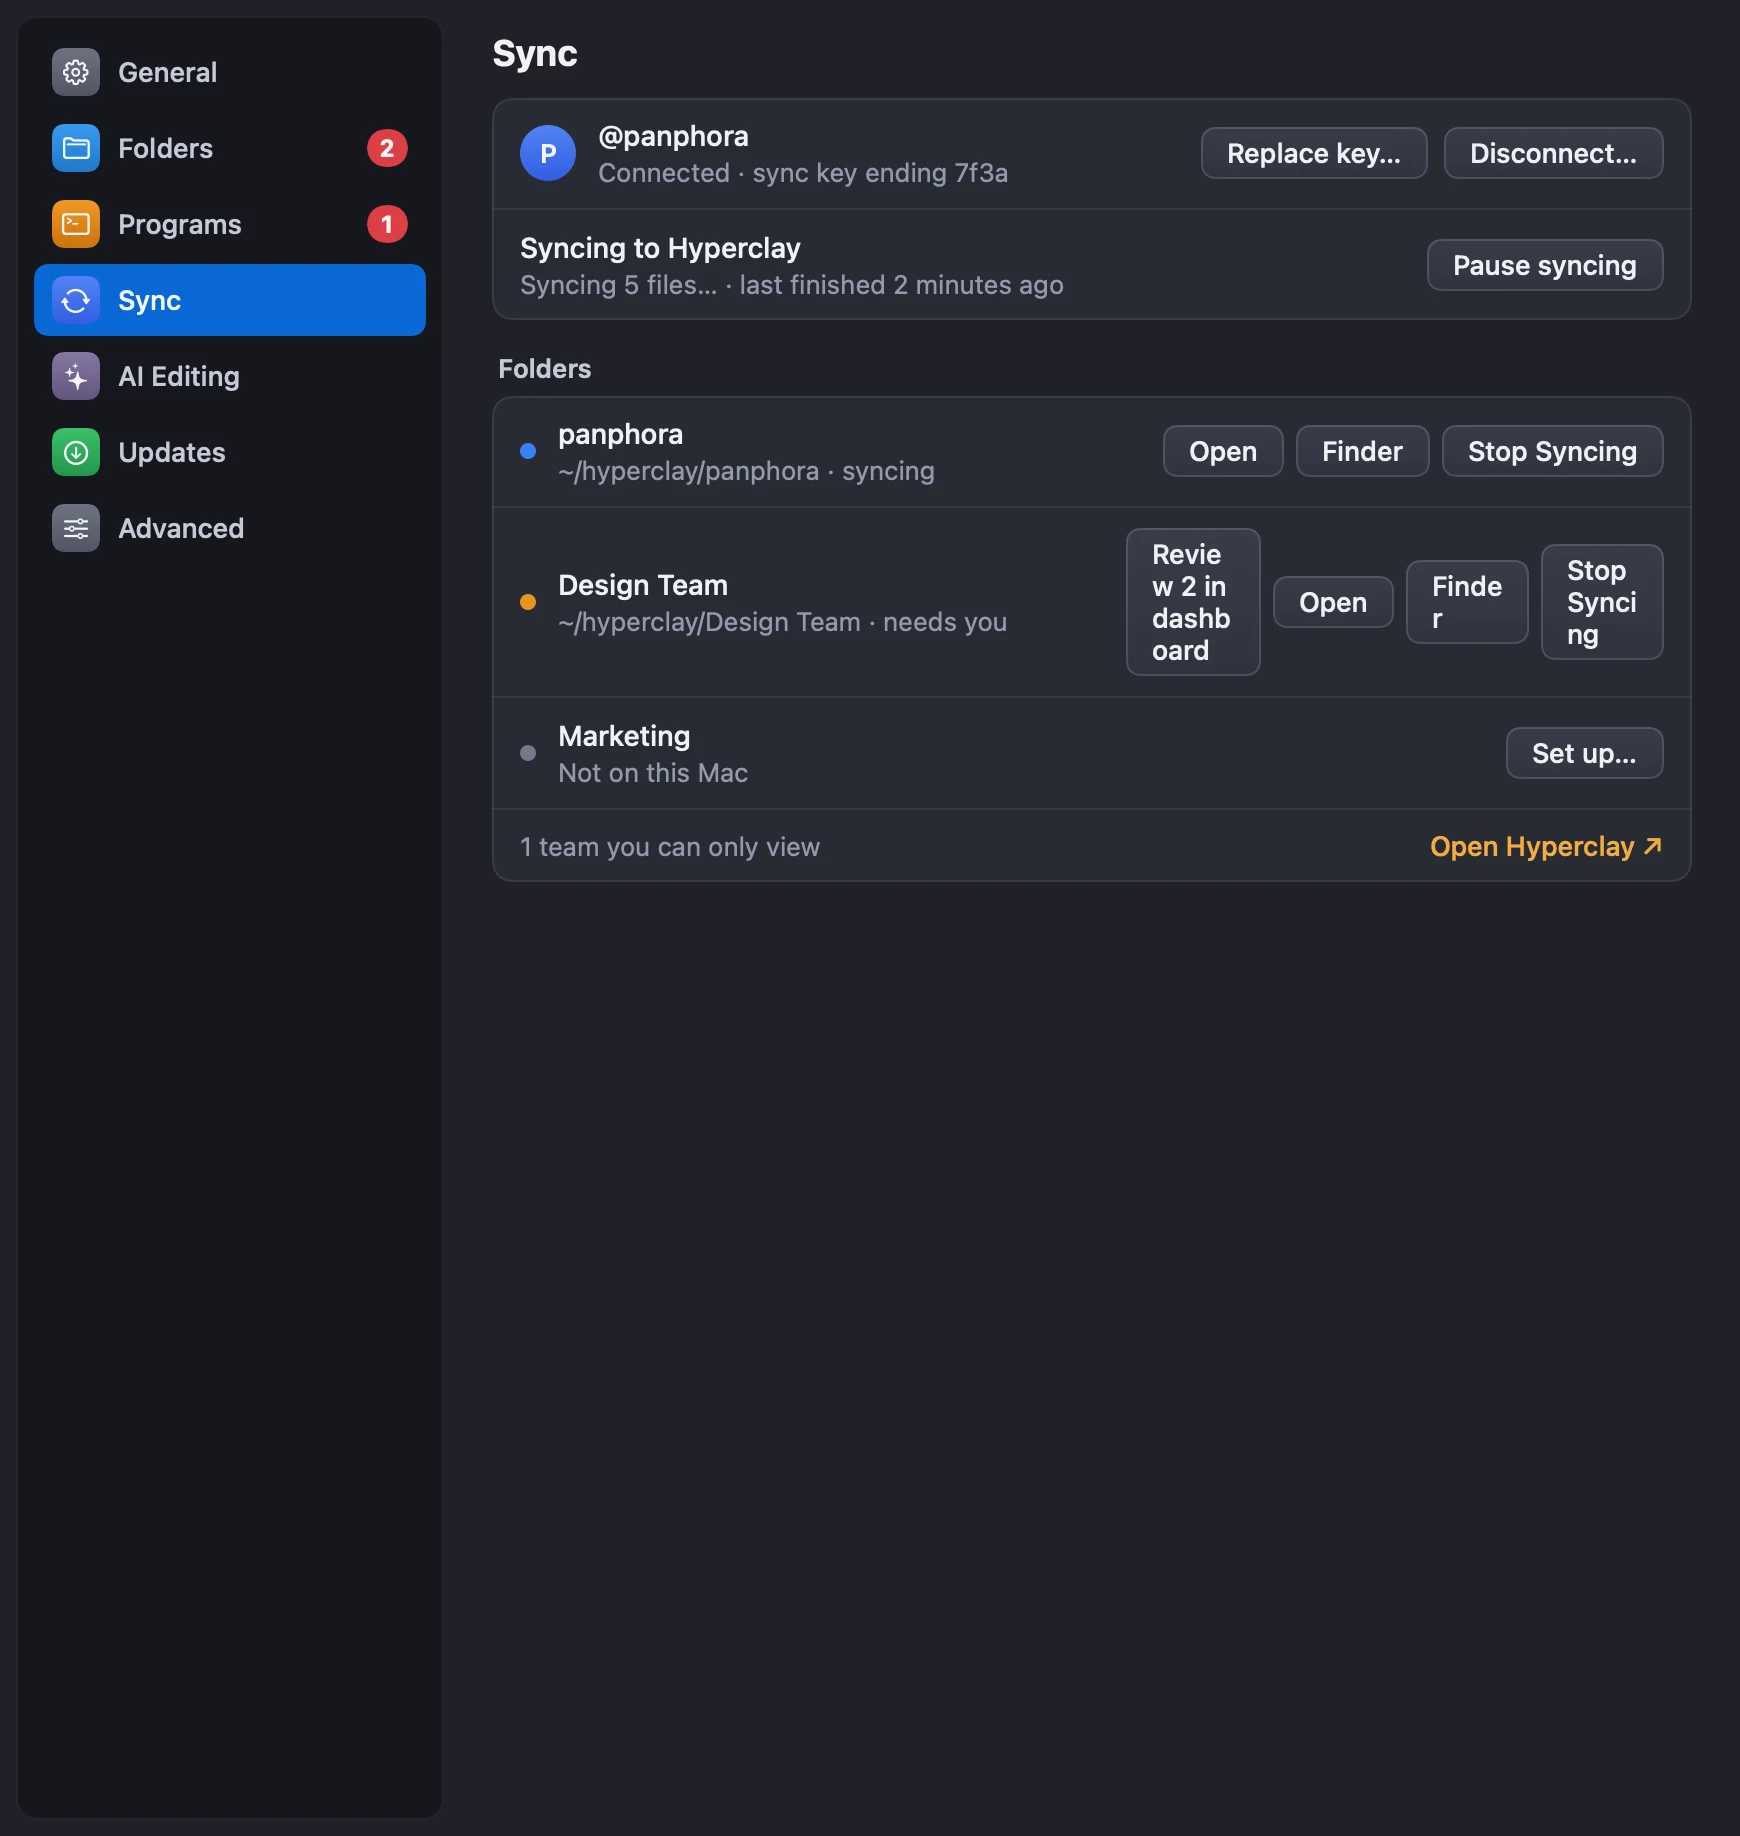 General
Folders
2
Programs
1
Sync
AI Editing
Updates
Advanced
Sync
P
@panphora
Connected · sync key ending 7f3a
Replace key...
Disconnect...
Syncing to Hyperclay
Syncing 5 files... · last finished 2 minutes ago
Pause syncing
Folders
panphora
~/hyperclay/panphora · syncing
Open
Finder
Stop Syncing
Design Team
~/hyperclay/Design Team · needs you
Revie
w 2 in
dashb
oard
Open
Finde
r
Stop
Synci
ng
Marketing
Not on this Mac
Set up...
1 team you can only view
Open Hyperclay ↗